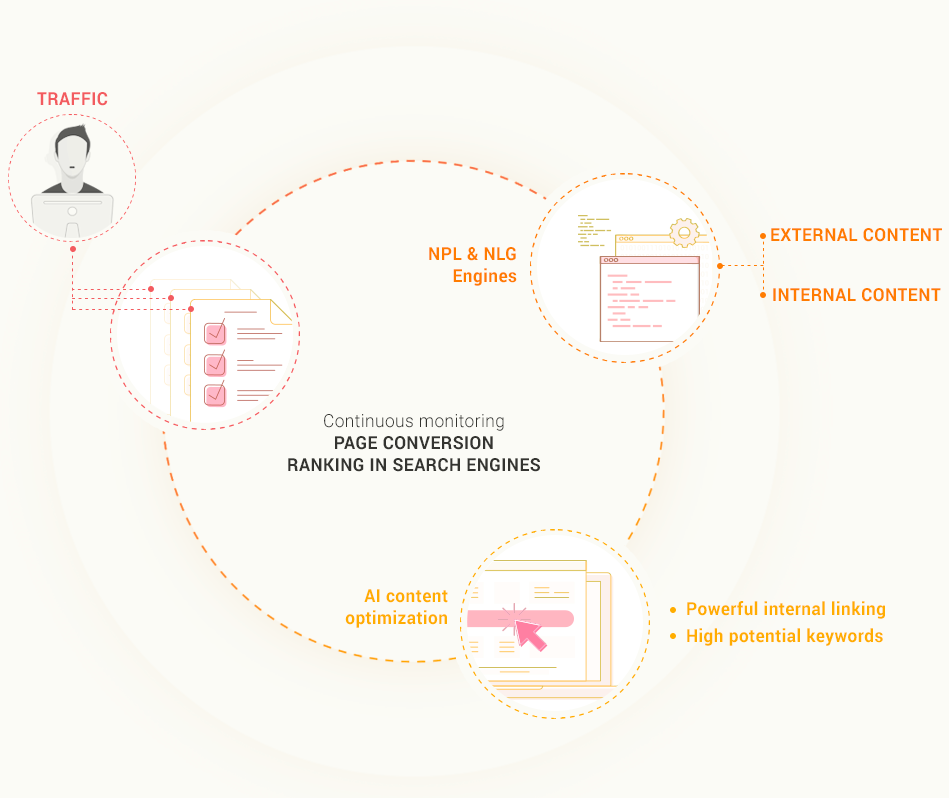 TRAFFIC
NPL & NLG
Engines
EXTERNAL CONTENT
INTERNAL CONTENT
Continuous monitoring
PAGE CONVERSION
RANKING IN SEARCH ENGINES
AI content
optimization
• Powerful internal linking
• High potential keywords